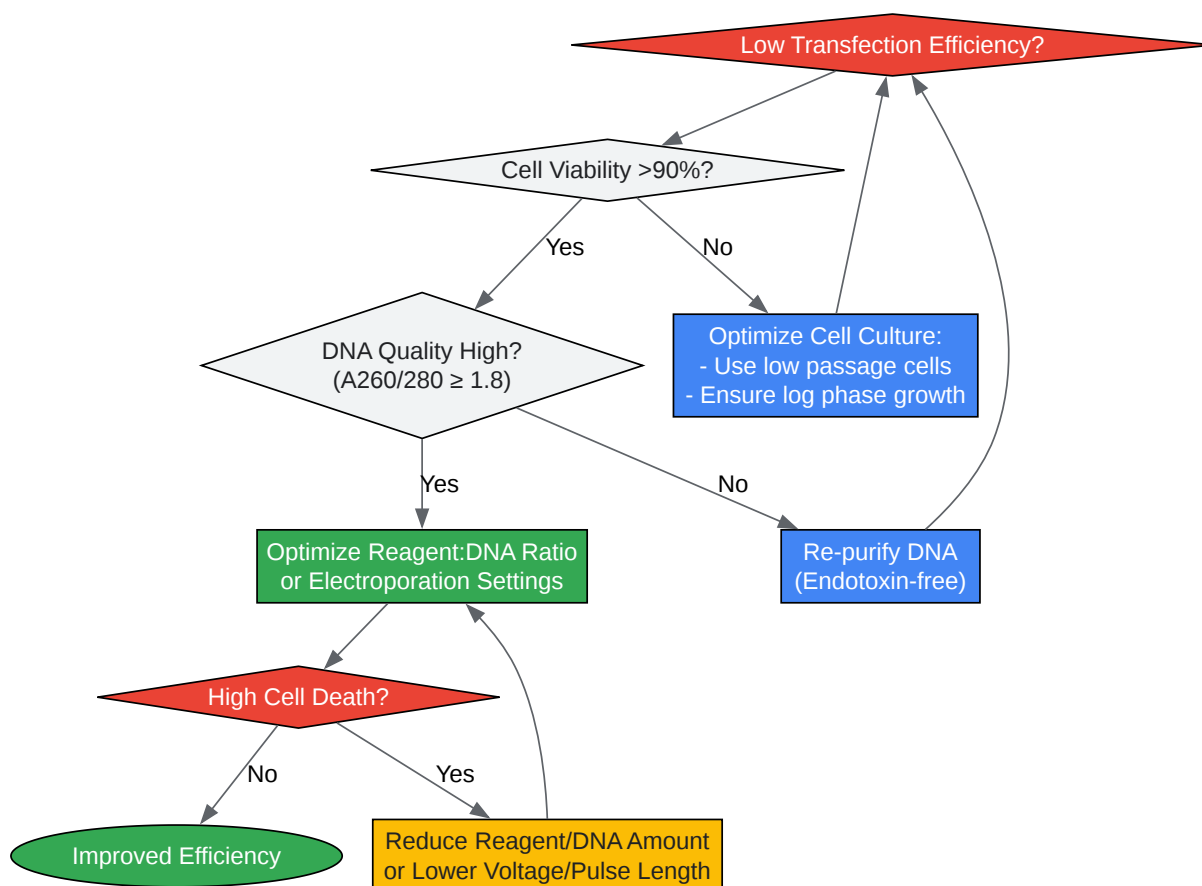 Low Transfection Efficiency?
Cell Viability >90%?
Yes
No
DNA Quality High?
(A260/280 ≥ 1.8)
Optimize Cell Culture:
- Use low passage cells
- Ensure log phase growth
Yes
No
Optimize Reagent:DNA Ratio
or Electroporation Settings
Re-purify DNA
(Endotoxin-free)
High Cell Death?
No
Yes
Improved Efficiency
Reduce Reagent/DNA Amount
or Lower Voltage/Pulse Length